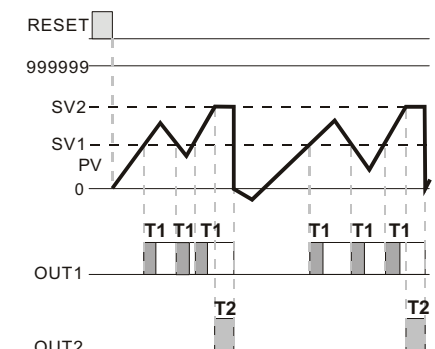 RESET
999999
SV2
SV1
PV
0
T1 T1 T1 T1 T1 T1
OUT1
T2 T2
OUT2